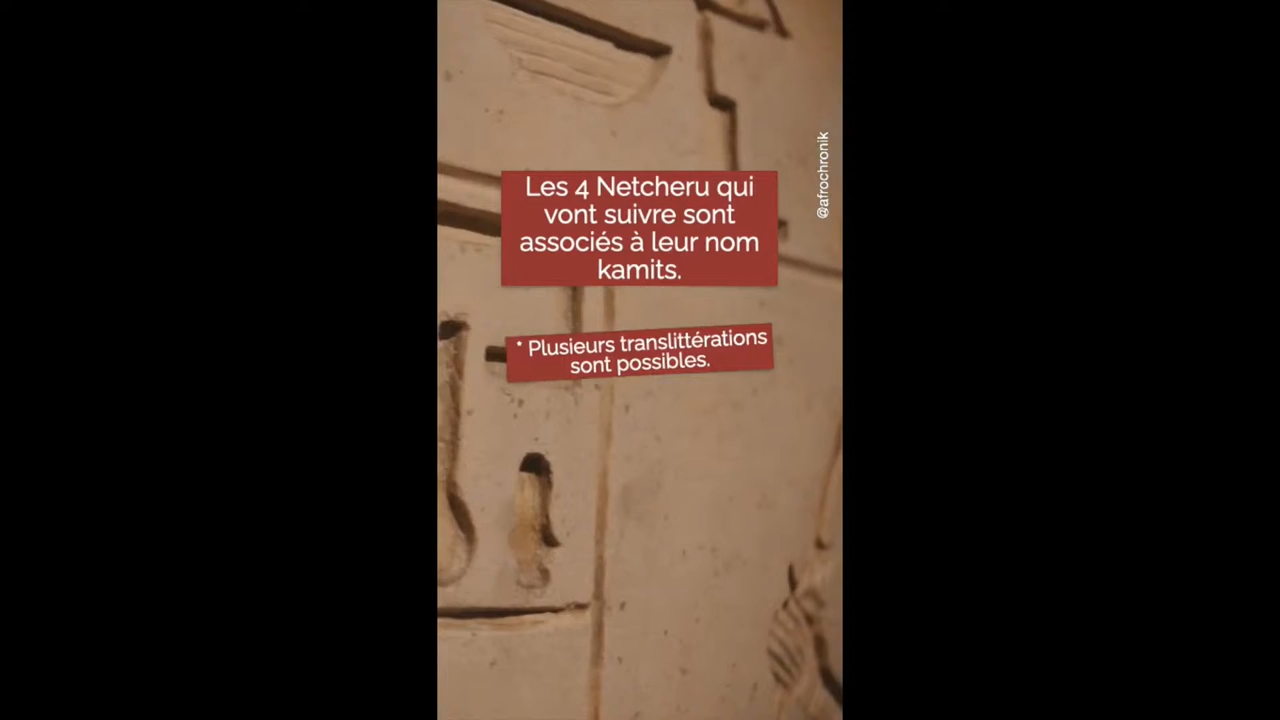 Les 4 Netcheru qui
vont suivre sont
associés à leur nom
kamits.
* Plusieurs translittérations
sont possibles.
@afrochronik